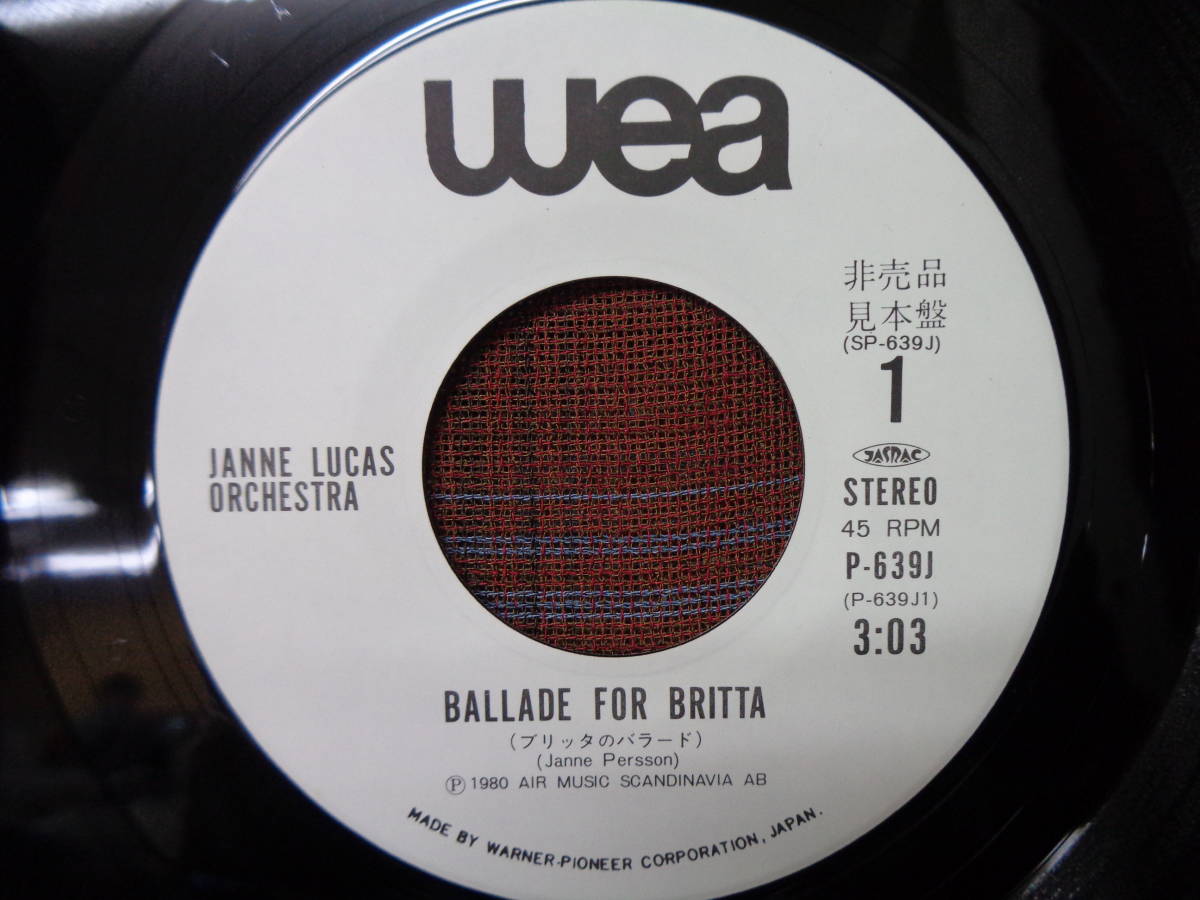 wea
非売品
見本盤
(SP-639J)
1
JASRAC
STEREO
45 RPM
P-639J
(P-639J1)
3:03
JANNE LUCAS
ORCHESTRA
BALLADE FOR BRITTA
(ブリッタのバラード)
(Janne Persson)
Ⓟ 1980 AIR MUSIC SCANDINAVIA AB
MADE BY WARNER-PIONEER CORPORATION, JAPAN.